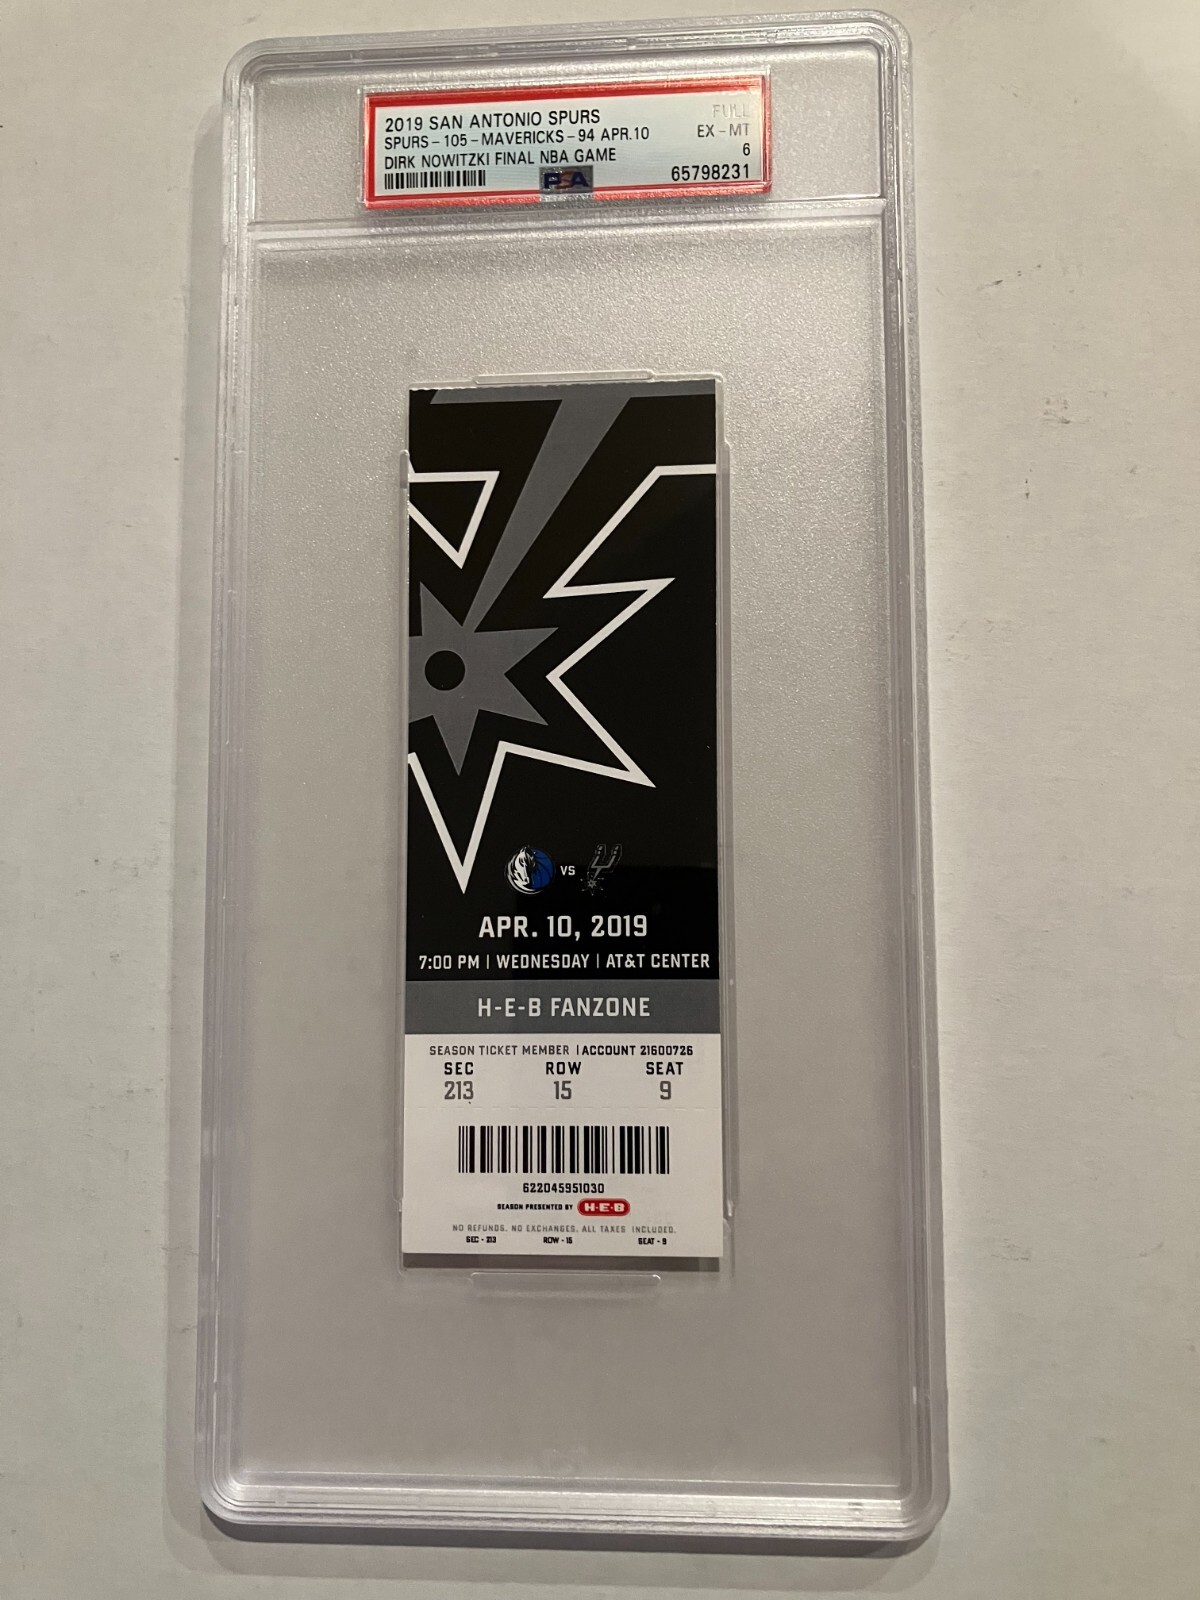 2019 SAN ANTONIO SPURS FULL
SPURS-105-MAVERICKS-94 APR.10 EX-MT
DIRK NOWITZKI FINAL NBA GAME 6
PSA 65798231
VS
APR. 10, 2019
7:00 PM | WEDNESDAY | AT&T CENTER
H-E-B FANZONE
SEASON TICKET MEMBER | ACCOUNT 21600726
SEC ROW SEAT
213 15 9
622045951030
SEASON PRESENTED BY H-E-B
NO REFUNDS. NO EXCHANGES. ALL TAXES INCLUDED.
SEC - 213 ROW - 15 SEAT - 9